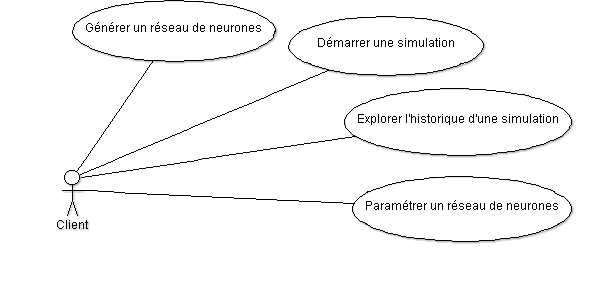 Générer un réseau de neurones
Démarrer une simulation
Explorer l'historique d'une simulation
Paramétrer un réseau de neurones
Client